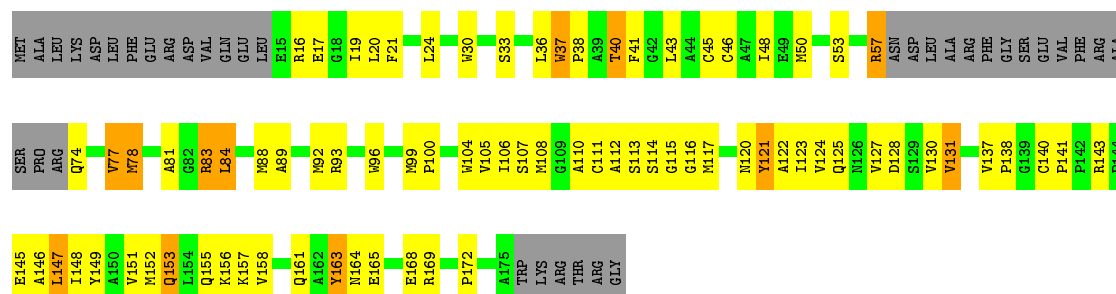 MET ALA LEU LYS ASP LEU PHE GLU ARG ASP VAL GLN GLU LEU E15 R16 E17 G18 I19 L20 F21 L24 W30 S33 L36 W37 P38 A39 T40 F41 G42 L43 A44 C45 C46 A47 I48 E49 M50 S53 R57 ASN ASP LEU ALA ARG PHE GLY SER GLU VAL PHE ARG ALA
SER PRO ARG Q74 V77 M78 A81 G82 R83 L84 M88 A89 M92 R93 W96 M99 P100 W104 V105 I106 S107 M108 G109 A110 C111 A112 S113 S114 G115 G116 M117 N120 Y121 A122 I123 V124 Q125 N126 V127 D128 S129 V130 V131 V137 P138 G139 C140 P141 P142 R143
E145 A146 L147 I148 Y149 A150 V151 M152 Q153 L154 Q155 K156 K157 V158 Q161 A162 Y163 N164 E165 E168 R169 P172 A175 TRP LYS ARG THR ARG GLY